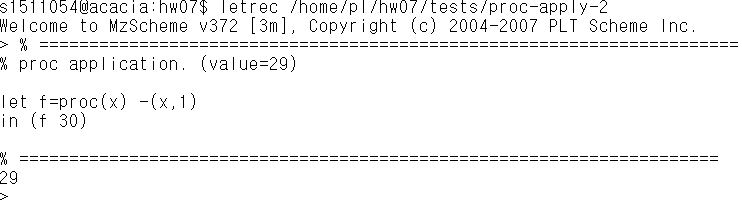 s1511054@acacia:hw07$ letrec /home/pl/hw07/tests/proc-apply-2
Welcome to MzScheme v372 [3m], Copyright (c) 2004-2007 PLT Scheme Inc.
> % ======================================================================
% proc application. (value=29)
let f=proc(x) -(x,1)
in (f 30)
% ======================================================================
29
>